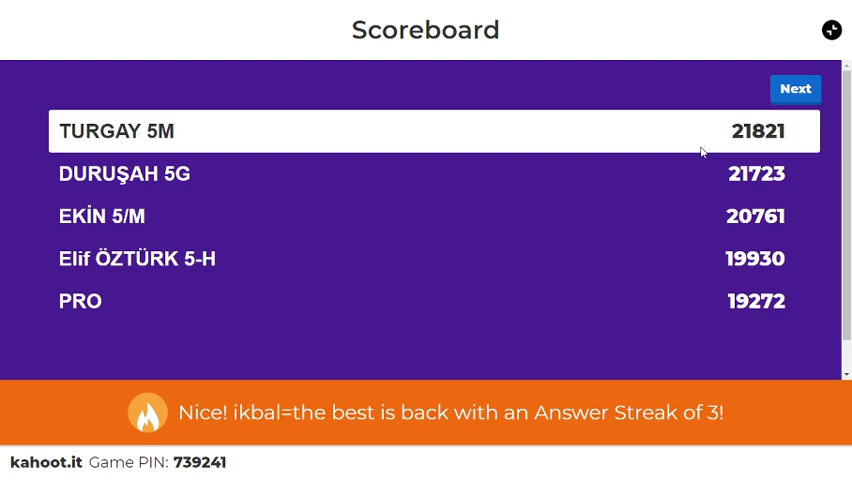 Scoreboard
Next
TURGAY 5M 21821
DURUŞAH 5G 21723
EKİN 5/M 20761
Elif ÖZTÜRK 5-H 19930
PRO 19272
Nice! ikbal=the best is back with an Answer Streak of 3!
kahoot.it Game PIN: 739241